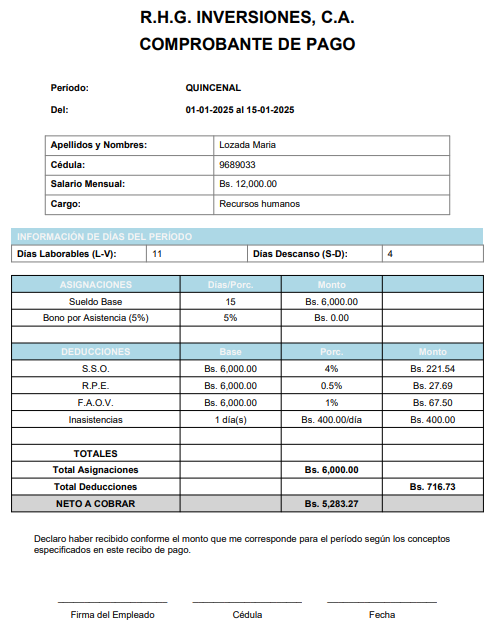 R.H.G. INVERSIONES, C.A.
COMPROBANTE DE PAGO
Período: QUINCENAL
Del: 01-01-2025 al 15-01-2025
Apellidos y Nombres: Lozada Maria
Cédula: 9689033
Salario Mensual: Bs. 12,000.00
Cargo: Recursos humanos
INFORMACIÓN DE DÍAS DEL PERÍODO
Días Laborables (L-V): 11 Días Descanso (S-D): 4
ASIGNACIONES Días/Porc. Monto
Sueldo Base 15 Bs. 6,000.00
Bono por Asistencia (5%) 5% Bs. 0.00
DEDUCCIONES Base Porc. Monto
S.S.O. Bs. 6,000.00 4% Bs. 221.54
R.P.E. Bs. 6,000.00 0.5% Bs. 27.69
F.A.O.V. Bs. 6,000.00 1% Bs. 67.50
Inasistencias 1 día(s) Bs. 400.00/día Bs. 400.00
TOTALES
Total Asignaciones Bs. 6,000.00
Total Deducciones Bs. 716.73
NETO A COBRAR Bs. 5,283.27
Declaro haber recibido conforme el monto que me corresponde para el período según los conceptos
especificados en este recibo de pago.
Firma del Empleado Cédula Fecha